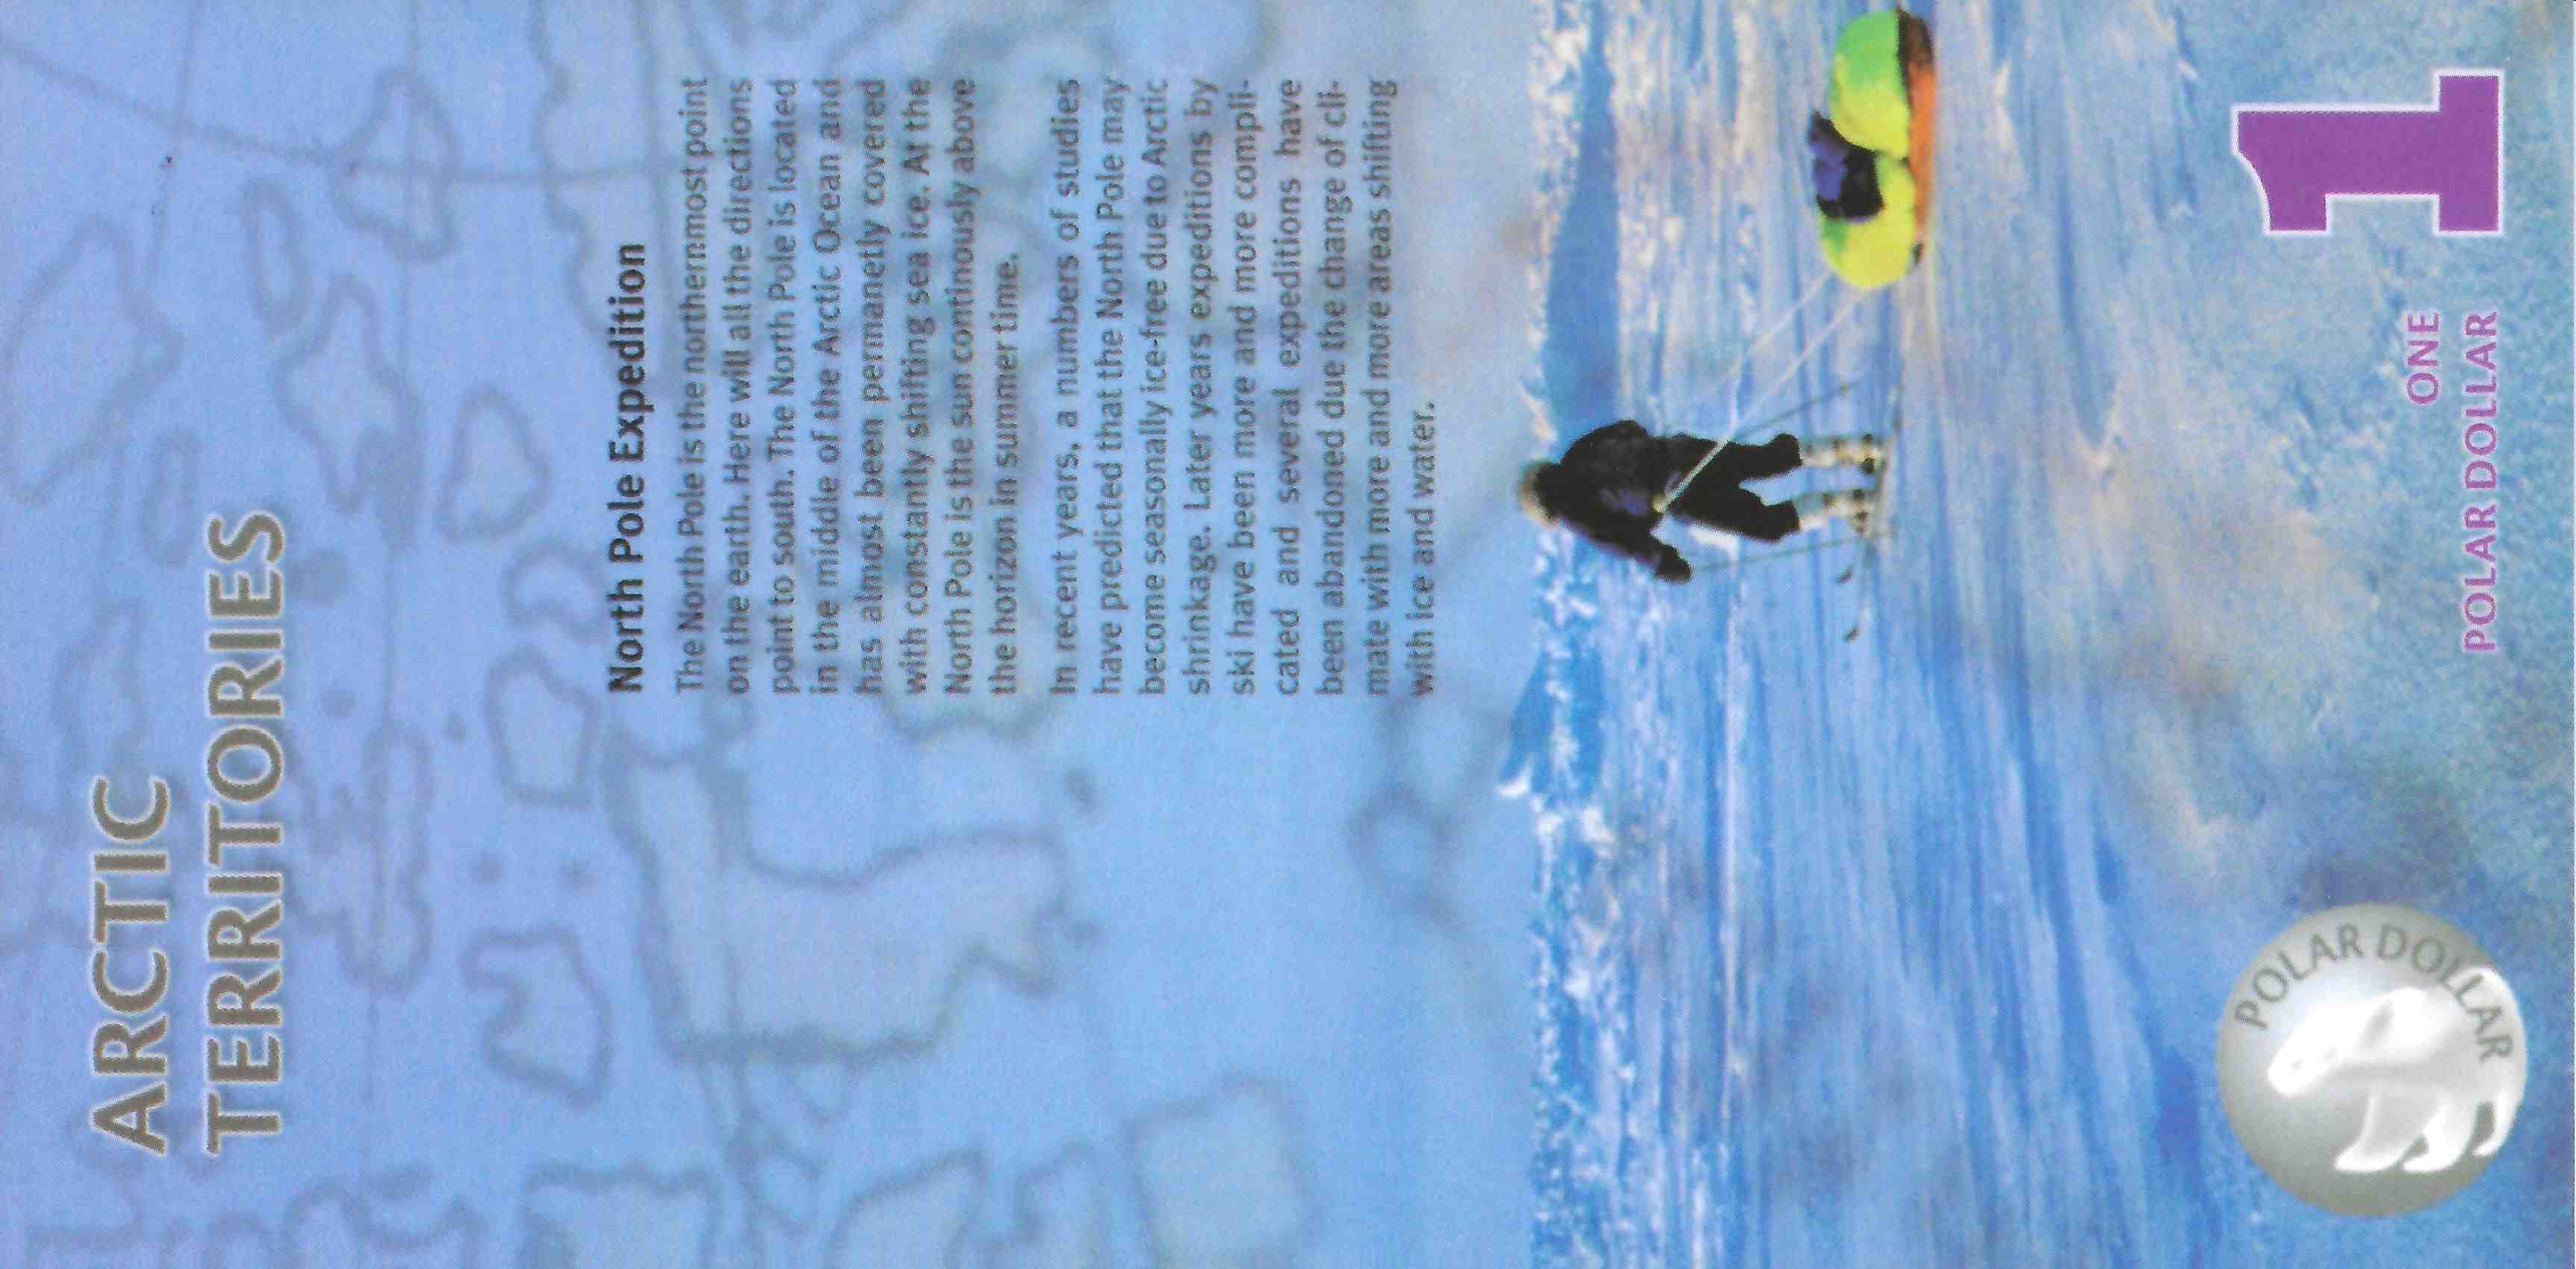 ARCTIC
TERRITORIES
North Pole Expedition
The North Pole is the northernmost point
on the earth. Here will all the directions
point to south. The North Pole is located
in the middle of the Arctic Ocean and
has almost been permanetly covered
with constantly shifting sea ice. At the
North Pole is the sun continously above
the horizon in summer time.
In recent years, a numbers of studies
have predicted that the North Pole may
become seasonally ice-free due to Arctic
shrinkage. Later years expeditions by
ski have been more and more compli-
cated and several expeditions have
been abandoned due the change of cli-
mate with more and more areas shifting
with ice and water.
POLAR DOLLAR
1
ONE
POLAR DOLLAR